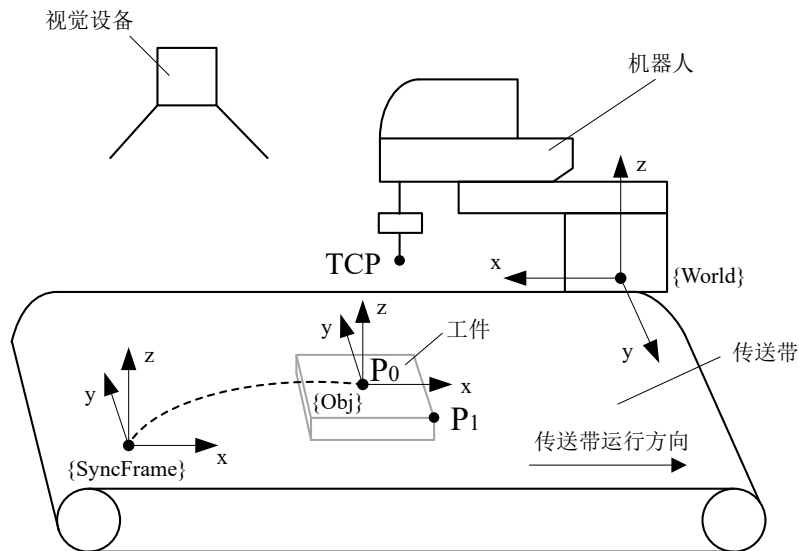 视觉设备
机器人
z
TCP
x
{World}
y
z
工件
y
P0
x
传送带
z
{Obj}
y
P1
传送带运行方向
x
{SyncFrame}